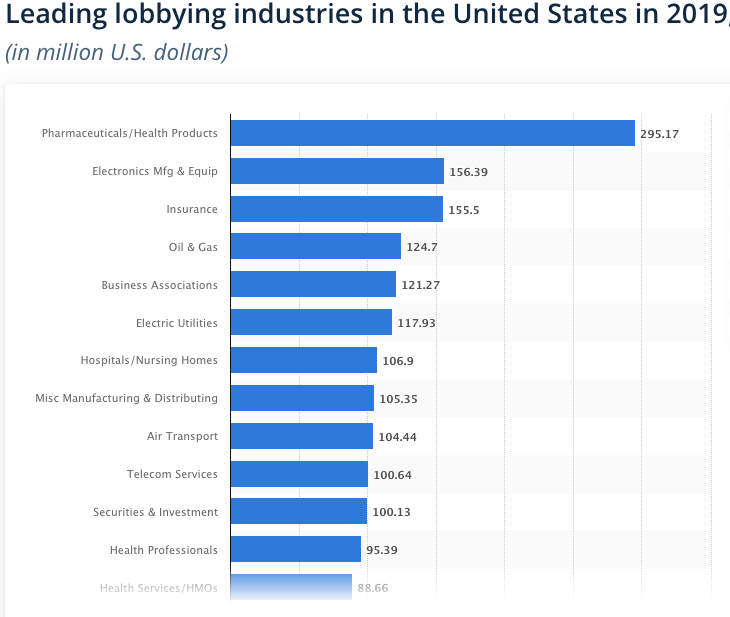 Leading lobbying industries in the United States in 2019,
(in million U.S. dollars)
Pharmaceuticals/Health Products 295.17
Electronics Mfg & Equip 156.39
Insurance 155.5
Oil & Gas 124.7
Business Associations 121.27
Electric Utilities 117.93
Hospitals/Nursing Homes 106.9
Misc Manufacturing & Distributing 105.35
Air Transport 104.44
Telecom Services 100.64
Securities & Investment 100.13
Health Professionals 95.39
Health Services/HMOs 88.66